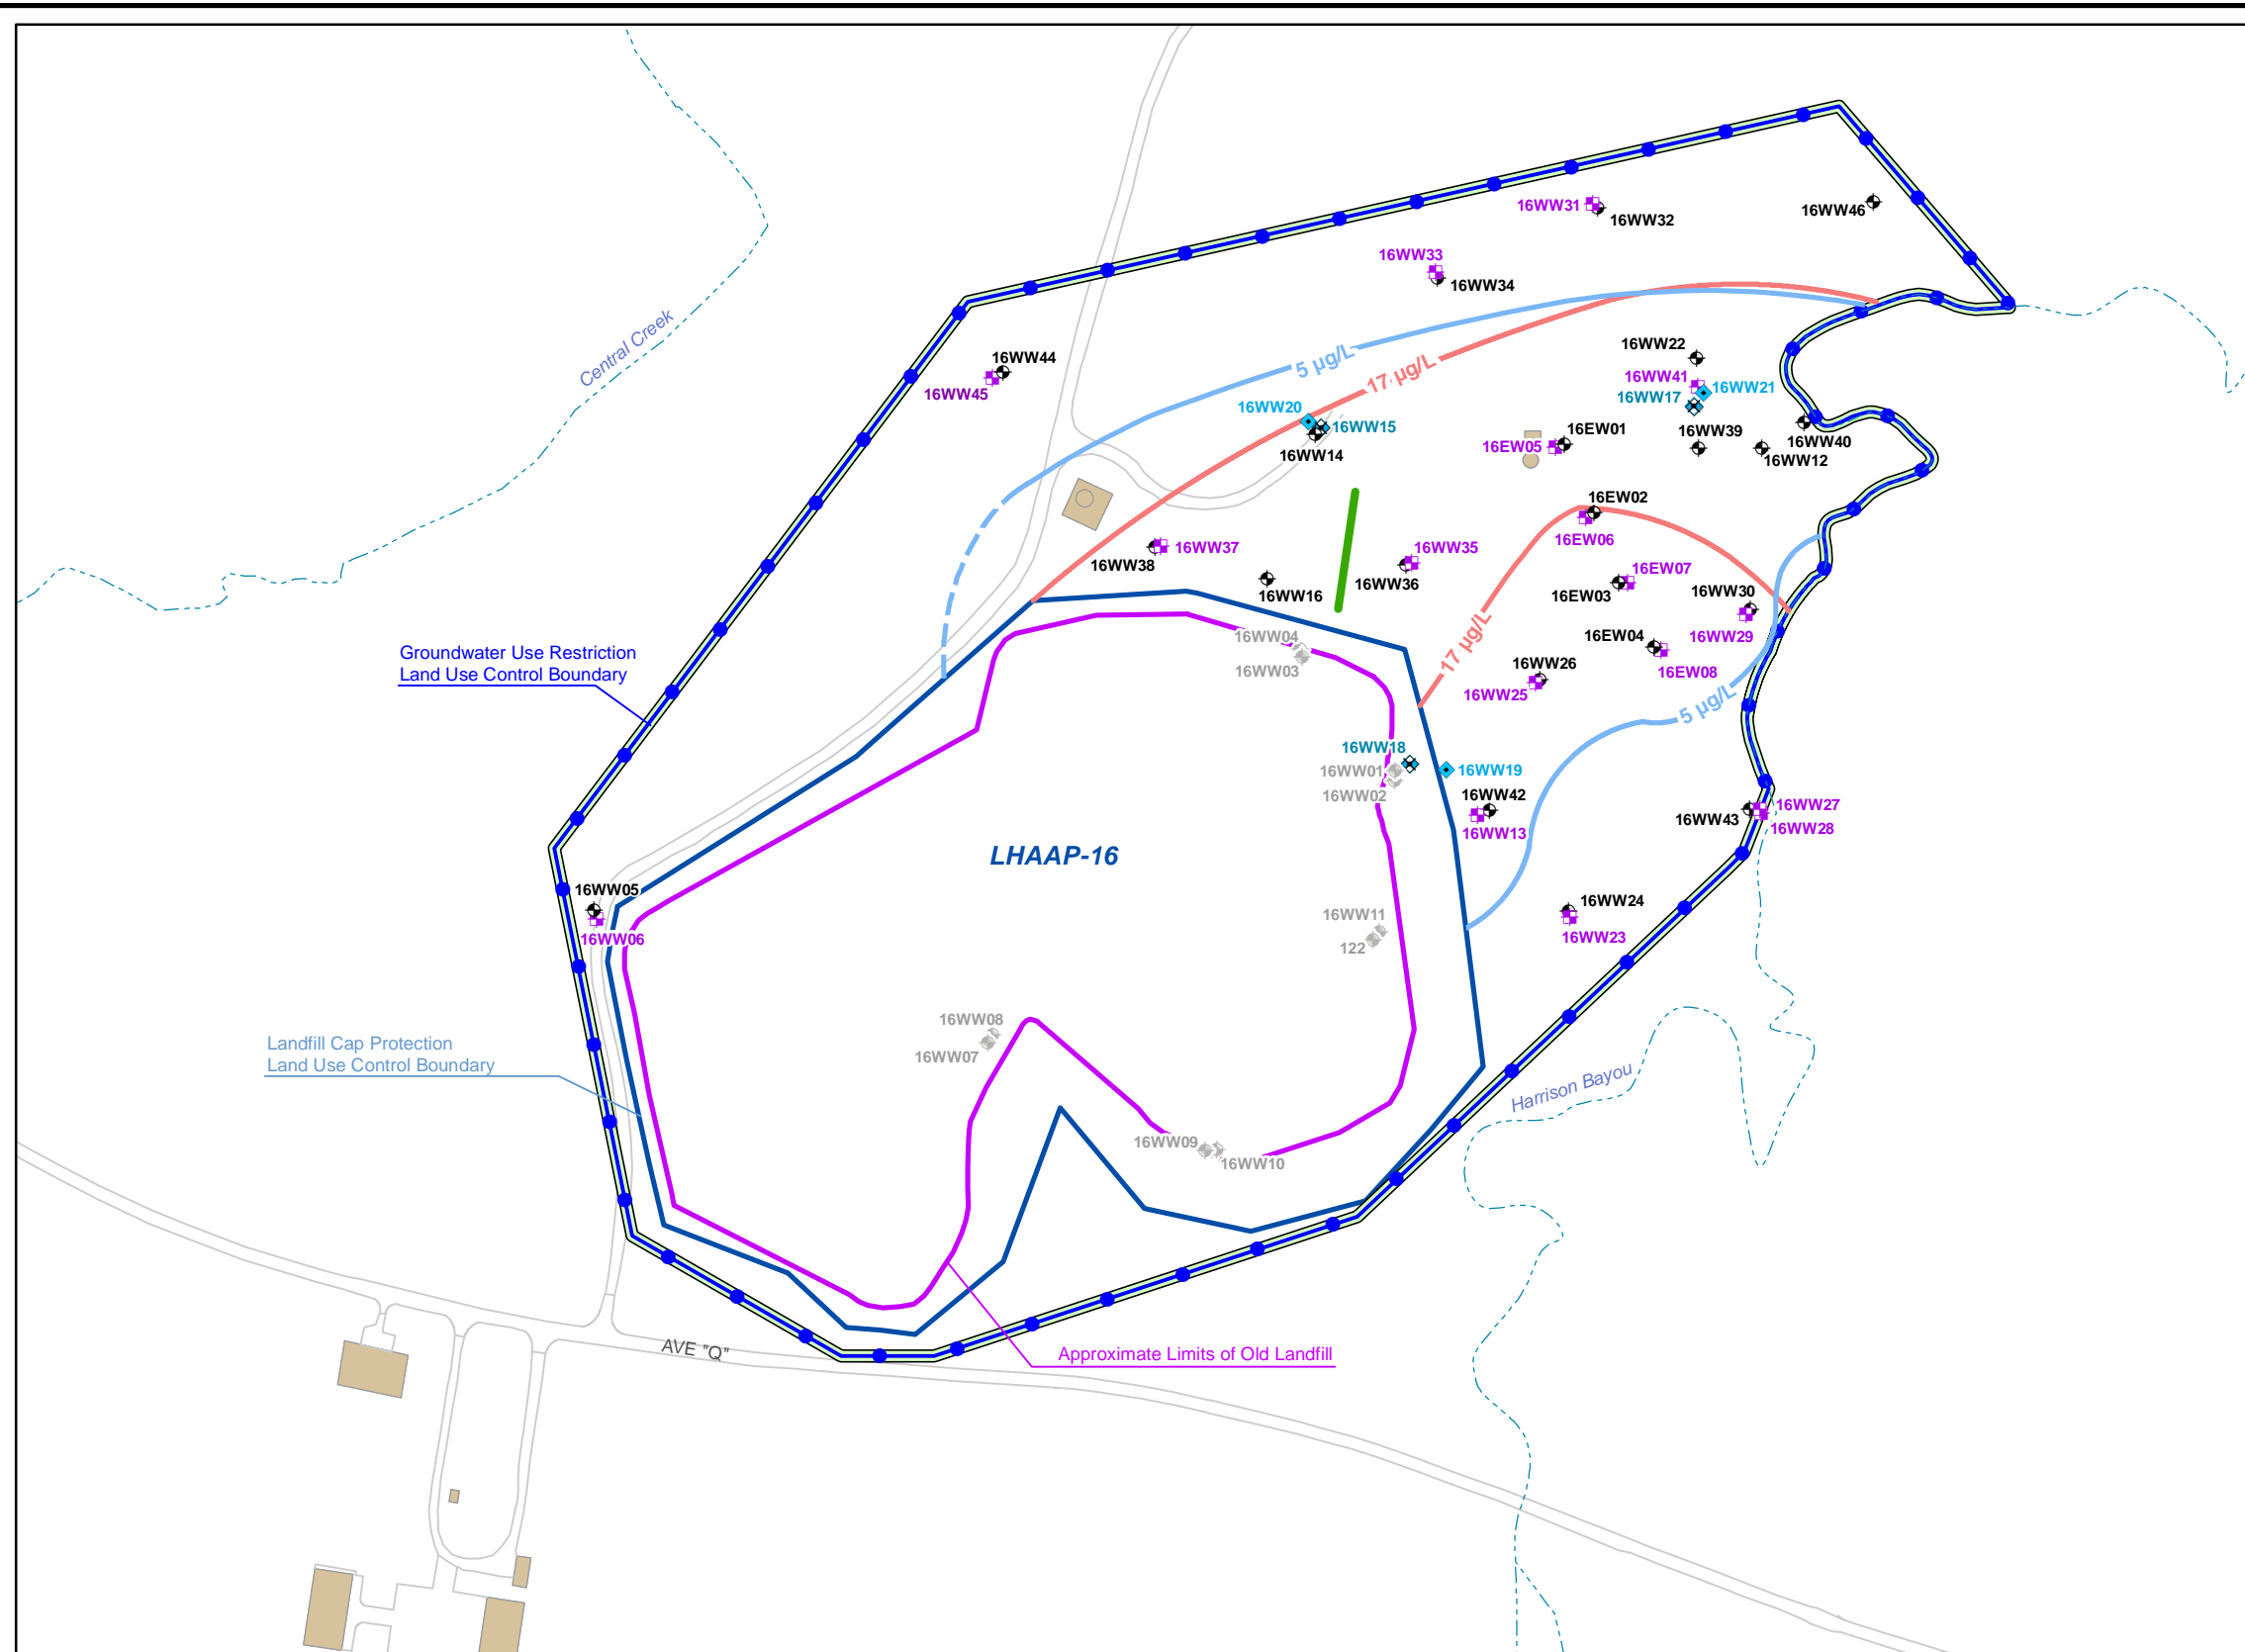 16WW31
16WW32
16WW46
16WW33
16WW34
Central Creek
16WW44
16WW45
5 µg/L
17 µg/L
16WW22
16WW41
16WW21
16WW17
16WW20
16WW15
16WW14
16EW01
16EW05
16WW39
16WW40
16WW12
16EW02
16EW06
16WW37
16WW38
16WW35
16WW36
16WW16
16EW07
16EW03
16WW30
16WW29
16EW04
16EW08
16WW04
16WW03
17 µg/L
16WW26
16WW25
5 µg/L
Groundwater Use Restriction
Land Use Control Boundary
16WW18
16WW01
16WW02
16WW19
16WW42
16WW13
16WW43
16WW27
16WW28
LHAAP-16
16WW05
16WW06
16WW24
16WW23
16WW11
122
16WW08
16WW07
Landfill Cap Protection
Land Use Control Boundary
Harrison Bayou
16WW09
16WW10
AVE "Q"
Approximate Limits of Old Landfill